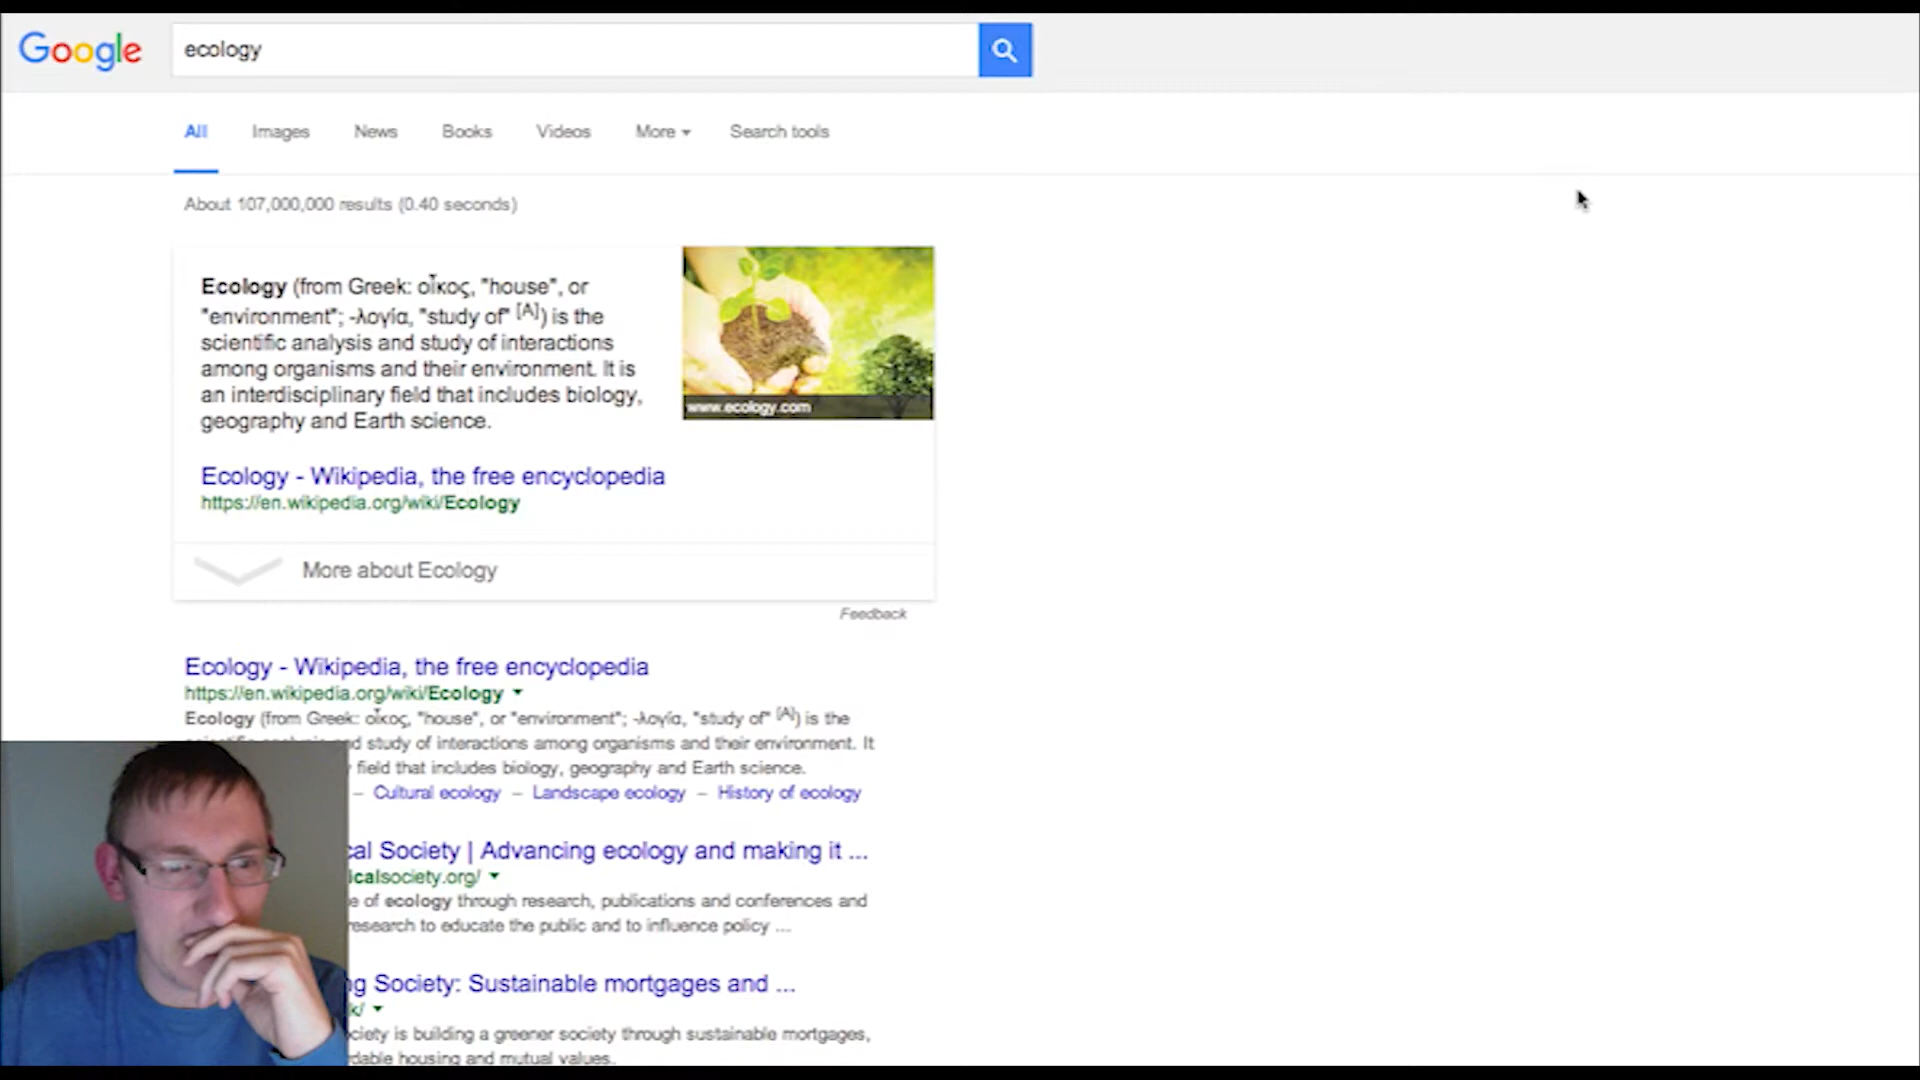 Google
ecology
All Images News Books Videos More Search tools
About 107,000,000 results (0.40 seconds)
Ecology (from Greek: οἶκος, "house", or
"environment"; -λογία, "study of" [A]) is the
scientific analysis and study of interactions
among organisms and their environment. It is
an interdisciplinary field that includes biology,
geography and Earth science.
www.ecology.com
Ecology - Wikipedia, the free encyclopedia
https://en.wikipedia.org/wiki/Ecology
More about Ecology
Feedback
Ecology - Wikipedia, the free encyclopedia
https://en.wikipedia.org/wiki/Ecology
Ecology (from Greek: οἶκος, "house", or "environment"; -λογία, "study of" [A]) is the
study of interactions among organisms and their environment. It
field that includes biology, geography and Earth science.
– Cultural ecology – Landscape ecology – History of ecology
cal Society | Advancing ecology and making it ...
icalsociety.org/
e of ecology through research, publications and conferences and
research to educate the public and to influence policy ...
ng Society: Sustainable mortgages and ...
k/
ciety is building a greener society through sustainable mortgages,
rdable housing and mutual values.